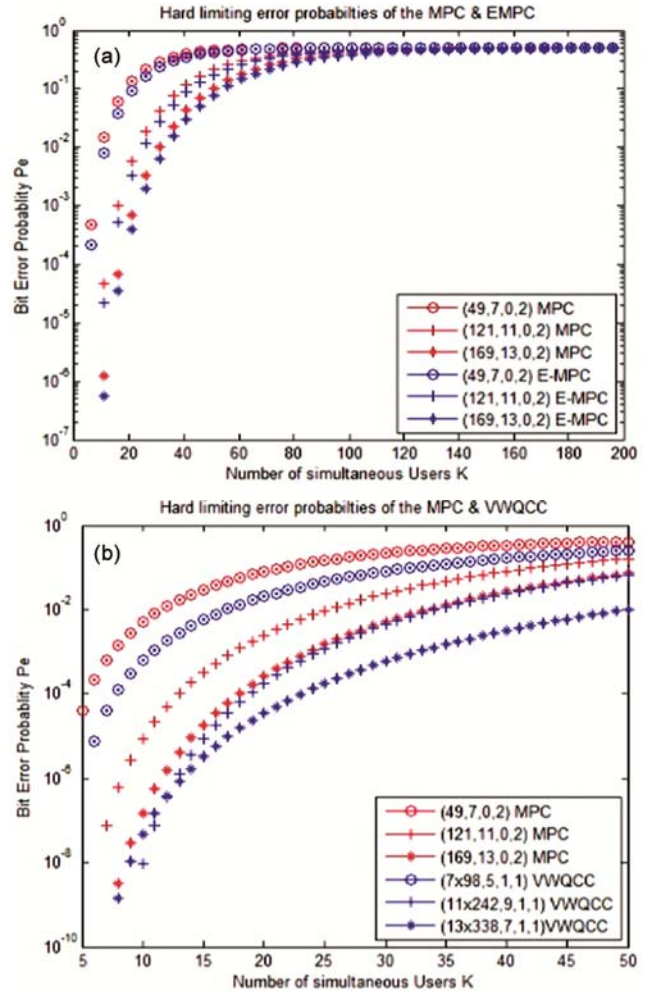 Hard limiting error probabilties of the MPC & EMPC
(a)
10^0
10^-1
10^-2
10^-3
10^-4
10^-5
10^-6
10^-7
Bit Error Probablity Pe
(49,7,0,2) MPC
(121,11,0,2) MPC
(169,13,0,2) MPC
(49,7,0,2) E-MPC
(121,11,0,2) E-MPC
(169,13,0,2) E-MPC
0 20 40 60 80 100 120 140 160 180 200
Number of simultaneous Users K
Hard limiting error probabilties of the MPC & VWQCC
(b)
10^0
10^-2
10^-4
10^-6
10^-8
10^-10
Bit Error Probablity Pe
(49,7,0,2) MPC
(121,11,0,2) MPC
(169,13,0,2) MPC
(7x98,5,1,1) VWQCC
(11x242,9,1,1) VWQCC
(13x338,7,1,1)VWQCC
5 10 15 20 25 30 35 40 45 50
Number of simultaneous Users K